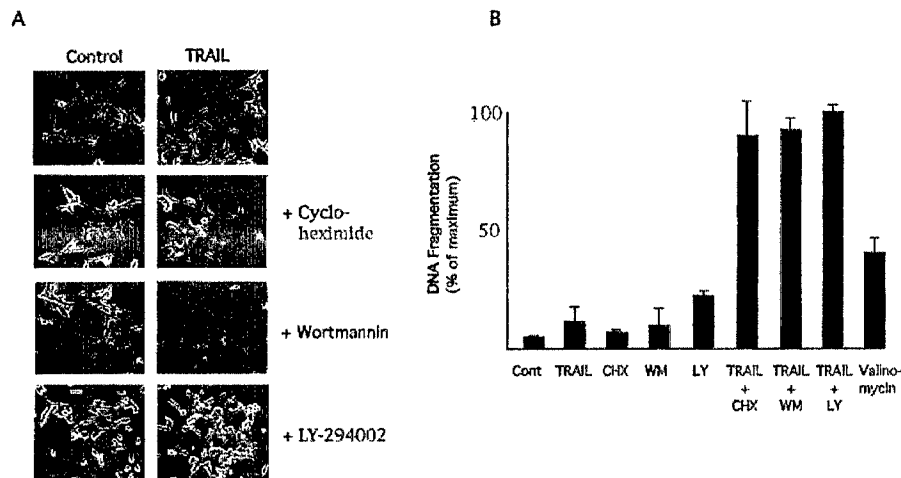 A
Control
TRAIL
+ Cyclo-
heximide
+ Wortmannin
+ LY-294002
B
DNA Fragmentation
(% of maximum)
100
50
Cont
TRAIL
CHX
WM
LY
TRAIL
+
CHX
TRAIL
+
WM
TRAIL
+
LY
Valino-
mycin